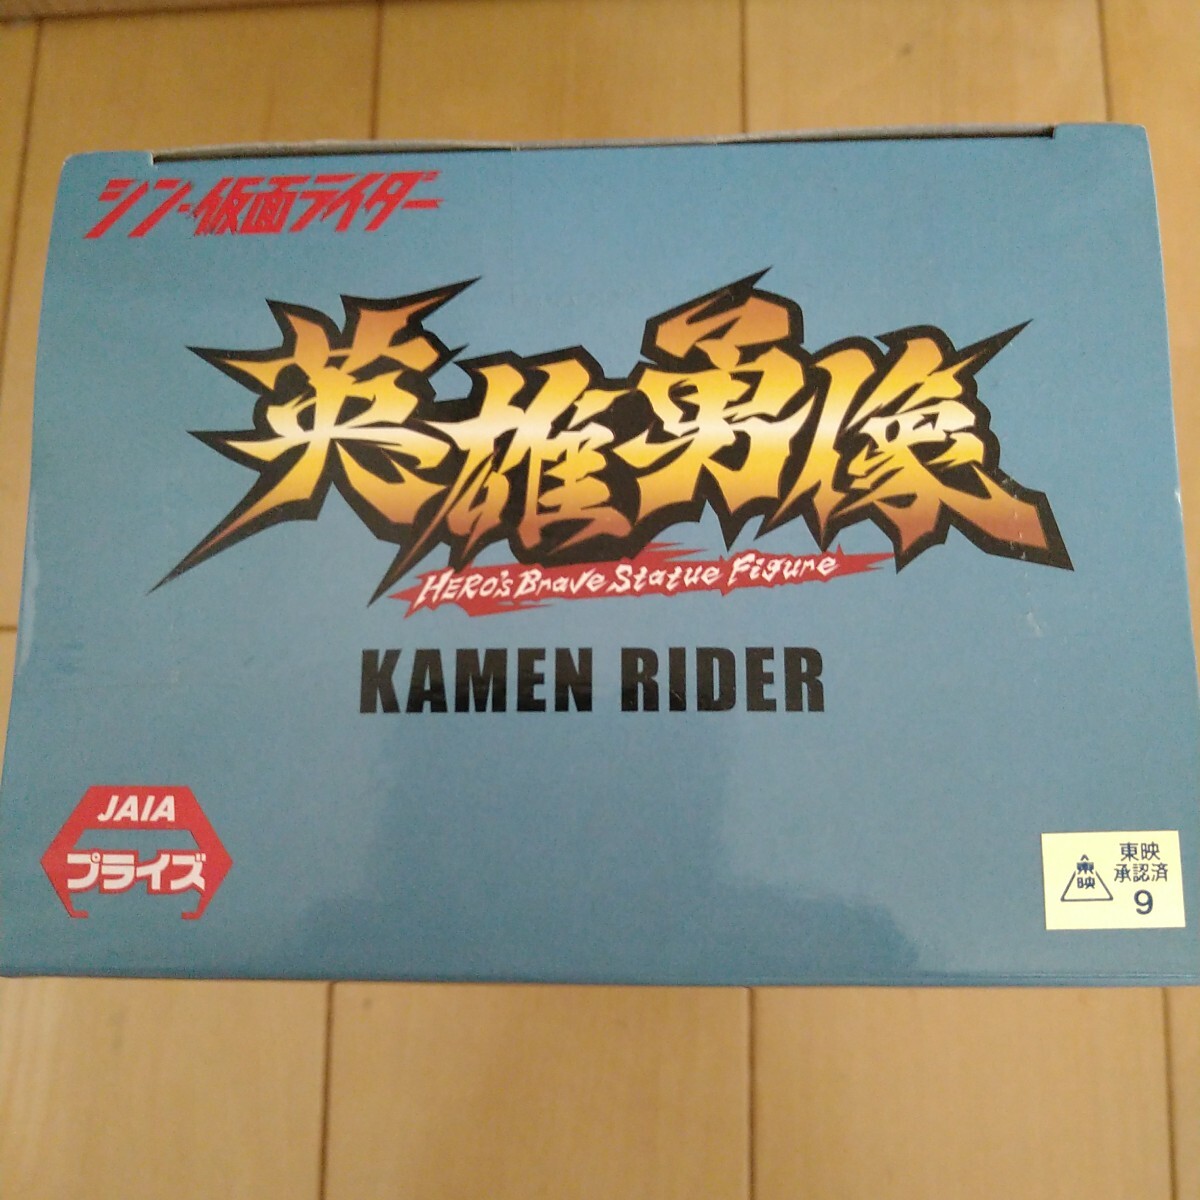 シン・仮面ライダー
英雄勇像
HERO'S Brave Statue Figure
KAMEN RIDER
JAIA
プライズ
東映
承認済
9
東
映